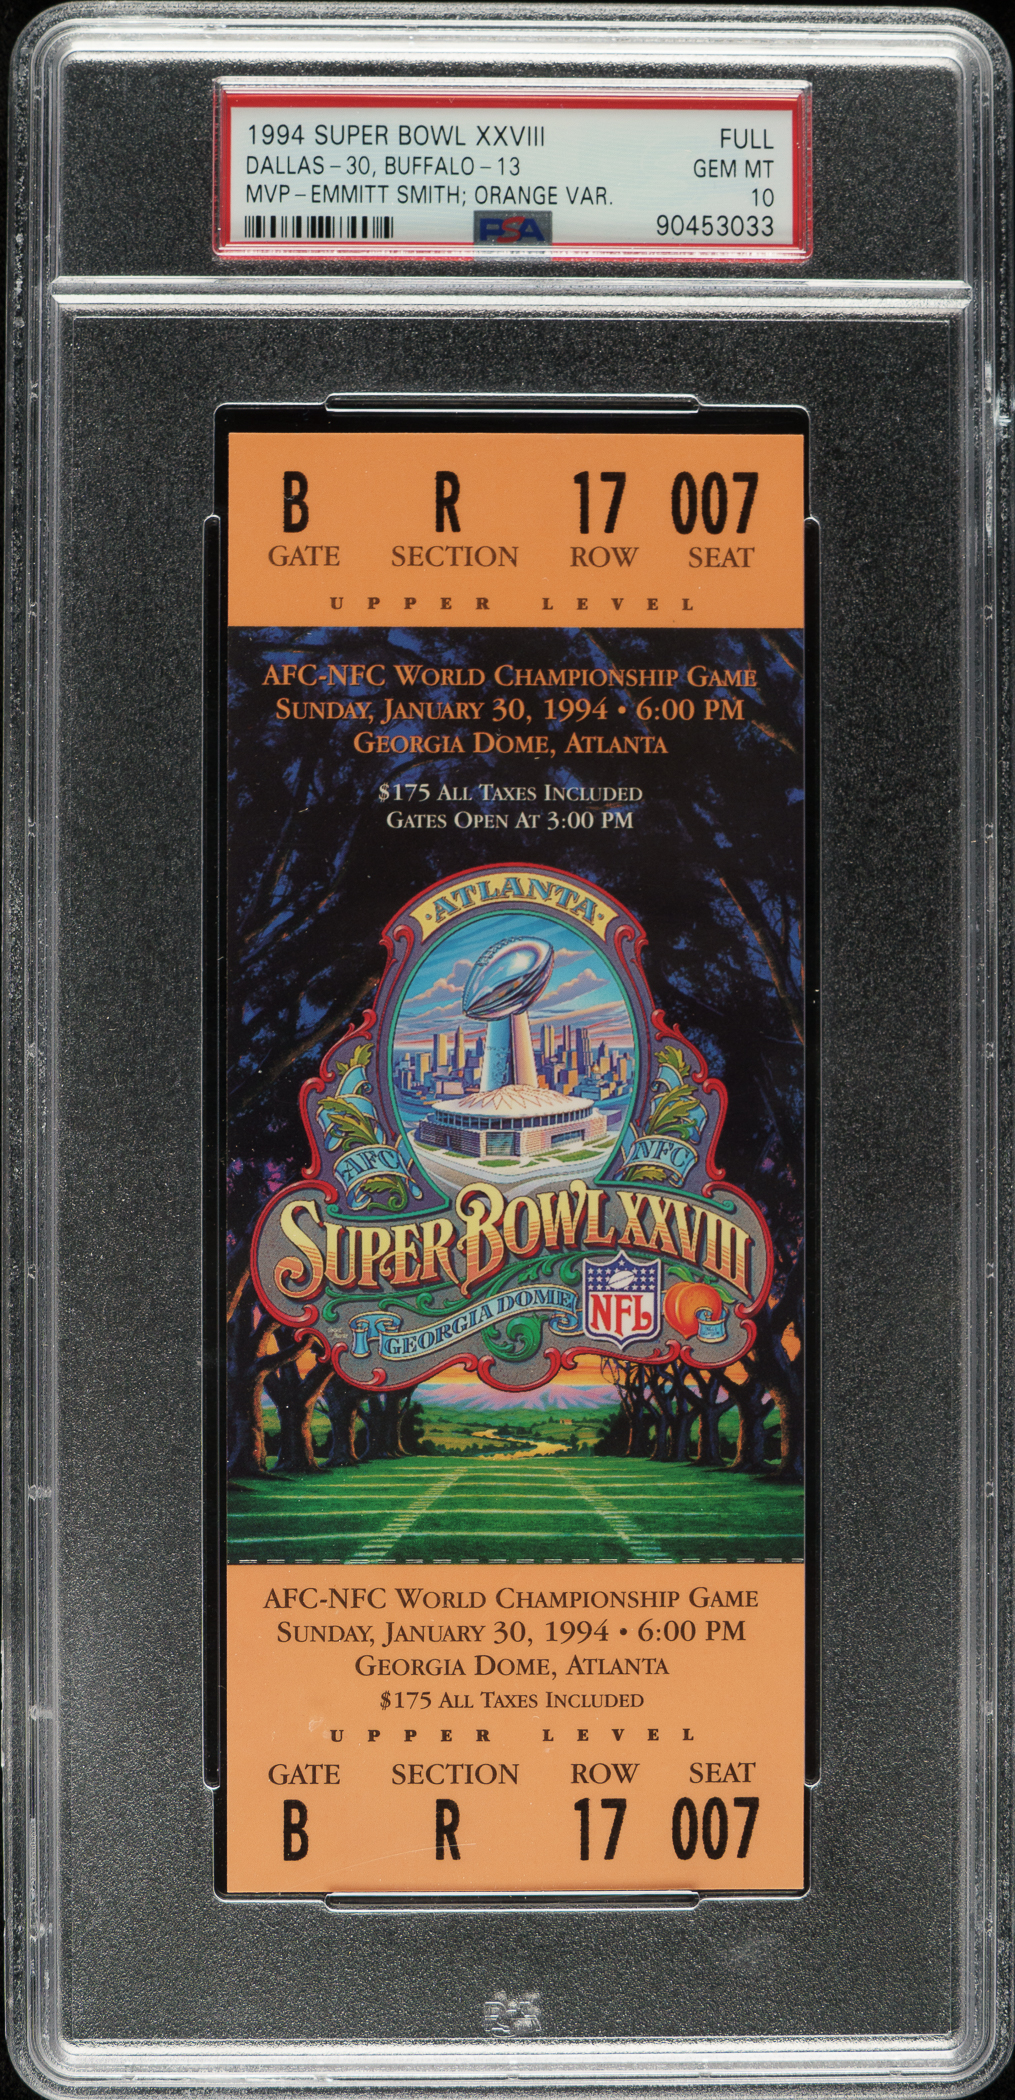 1994 SUPER BOWL XXVIII FULL
DALLAS-30, BUFFALO-13 GEM MT
MVP-EMMITT SMITH; ORANGE VAR. 10
PSA 90453033
B R 17 007
GATE SECTION ROW SEAT
UPPER LEVEL
AFC-NFC WORLD CHAMPIONSHIP GAME
SUNDAY, JANUARY 30, 1994 • 6:00 PM
GEORGIA DOME, ATLANTA
$175 ALL TAXES INCLUDED
GATES OPEN AT 3:00 PM
·ATLANTA·
AFC NFC
SUPER BOWL XXVIII
GEORGIA DOME NFL
AFC-NFC WORLD CHAMPIONSHIP GAME
SUNDAY, JANUARY 30, 1994 • 6:00 PM
GEORGIA DOME, ATLANTA
$175 ALL TAXES INCLUDED
UPPER LEVEL
GATE SECTION ROW SEAT
B R 17 007